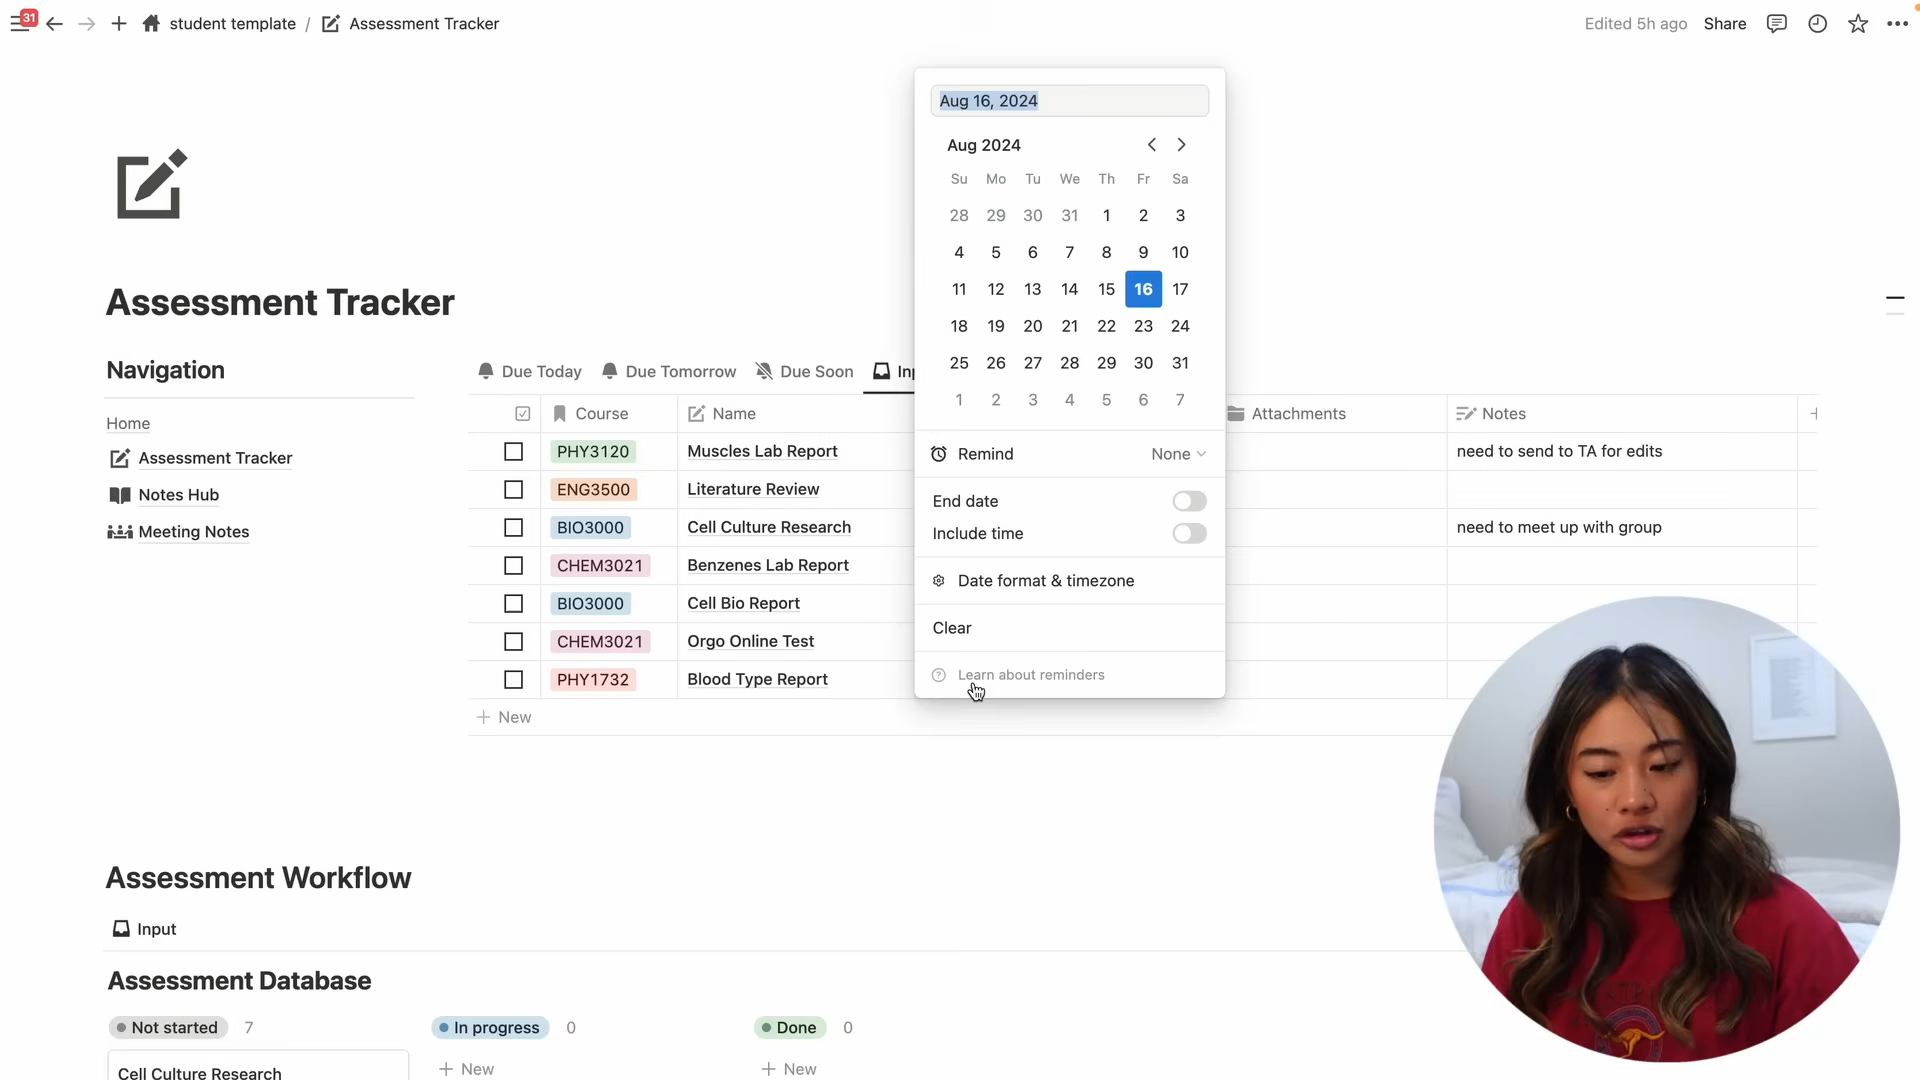 31
student template / Assessment Tracker
Edited 5h ago Share
Aug 16, 2024
Aug 2024
Su Mo Tu We Th Fr Sa
28 29 30 31 1 2 3
4 5 6 7 8 9 10
11 12 13 14 15 16 17
18 19 20 21 22 23 24
25 26 27 28 29 30 31
1 2 3 4 5 6 7
Remind None
End date
Include time
Date format & timezone
Clear
Learn about reminders
Assessment Tracker
Navigation
Home
Assessment Tracker
Notes Hub
Meeting Notes
Due Today Due Tomorrow Due Soon
Course Name Attachments Notes
PHY3120 Muscles Lab Report need to send to TA for edits
ENG3500 Literature Review
BIO3000 Cell Culture Research need to meet up with group
CHEM3021 Benzenes Lab Report
BIO3000 Cell Bio Report
CHEM3021 Orgo Online Test
PHY1732 Blood Type Report
+ New
Assessment Workflow
Input
Assessment Database
Not started 7 In progress 0 Done 0
Cell Culture Research + New + New